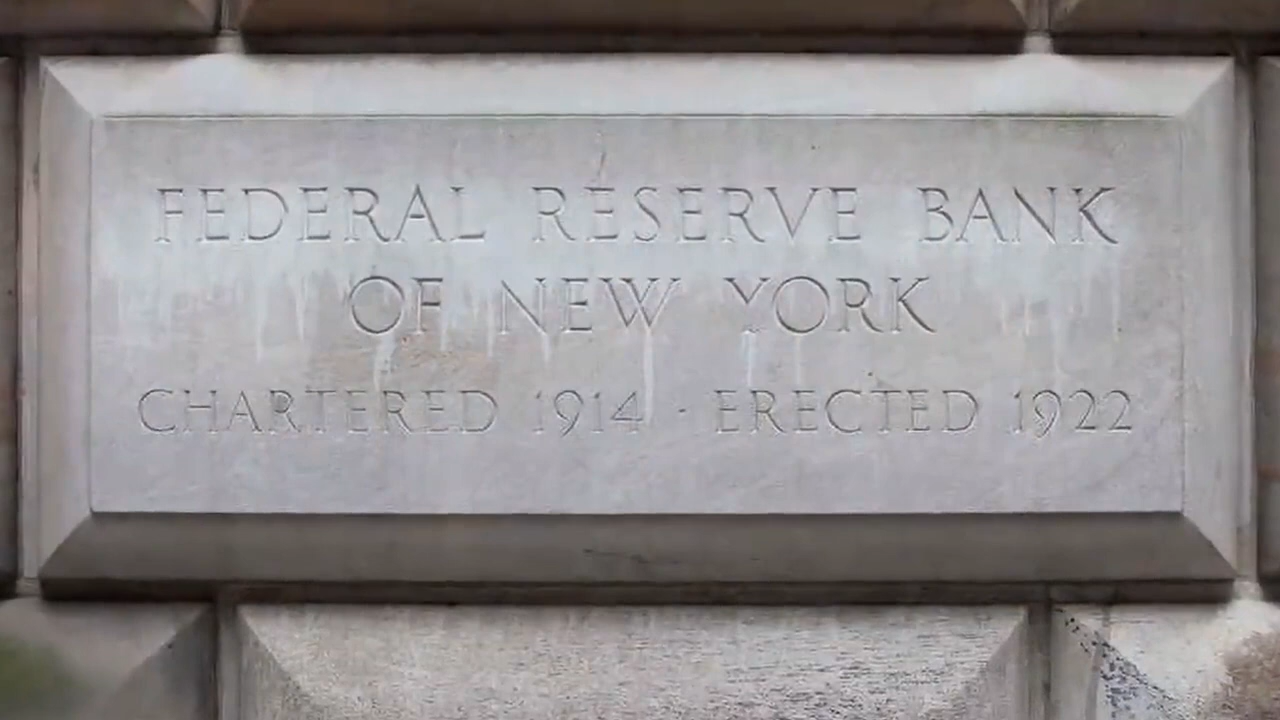 FEDERAL RESERVE BANK
OF NEW YORK
CHARTERED 1914 · ERECTED 1922